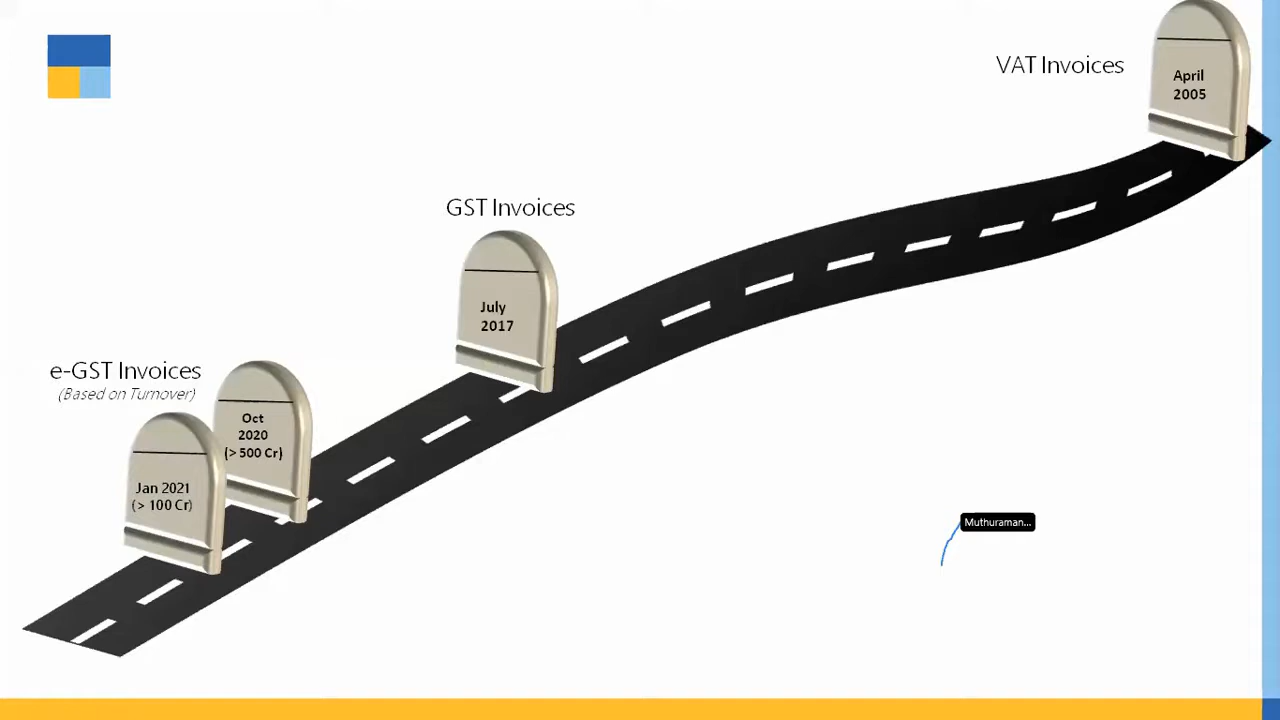 VAT Invoices
April
2005
GST Invoices
July
2017
e-GST Invoices
(Based on Turnover)
Oct
2020
(> 500 Cr)
Jan 2021
(> 100 Cr)
Muthuraman...